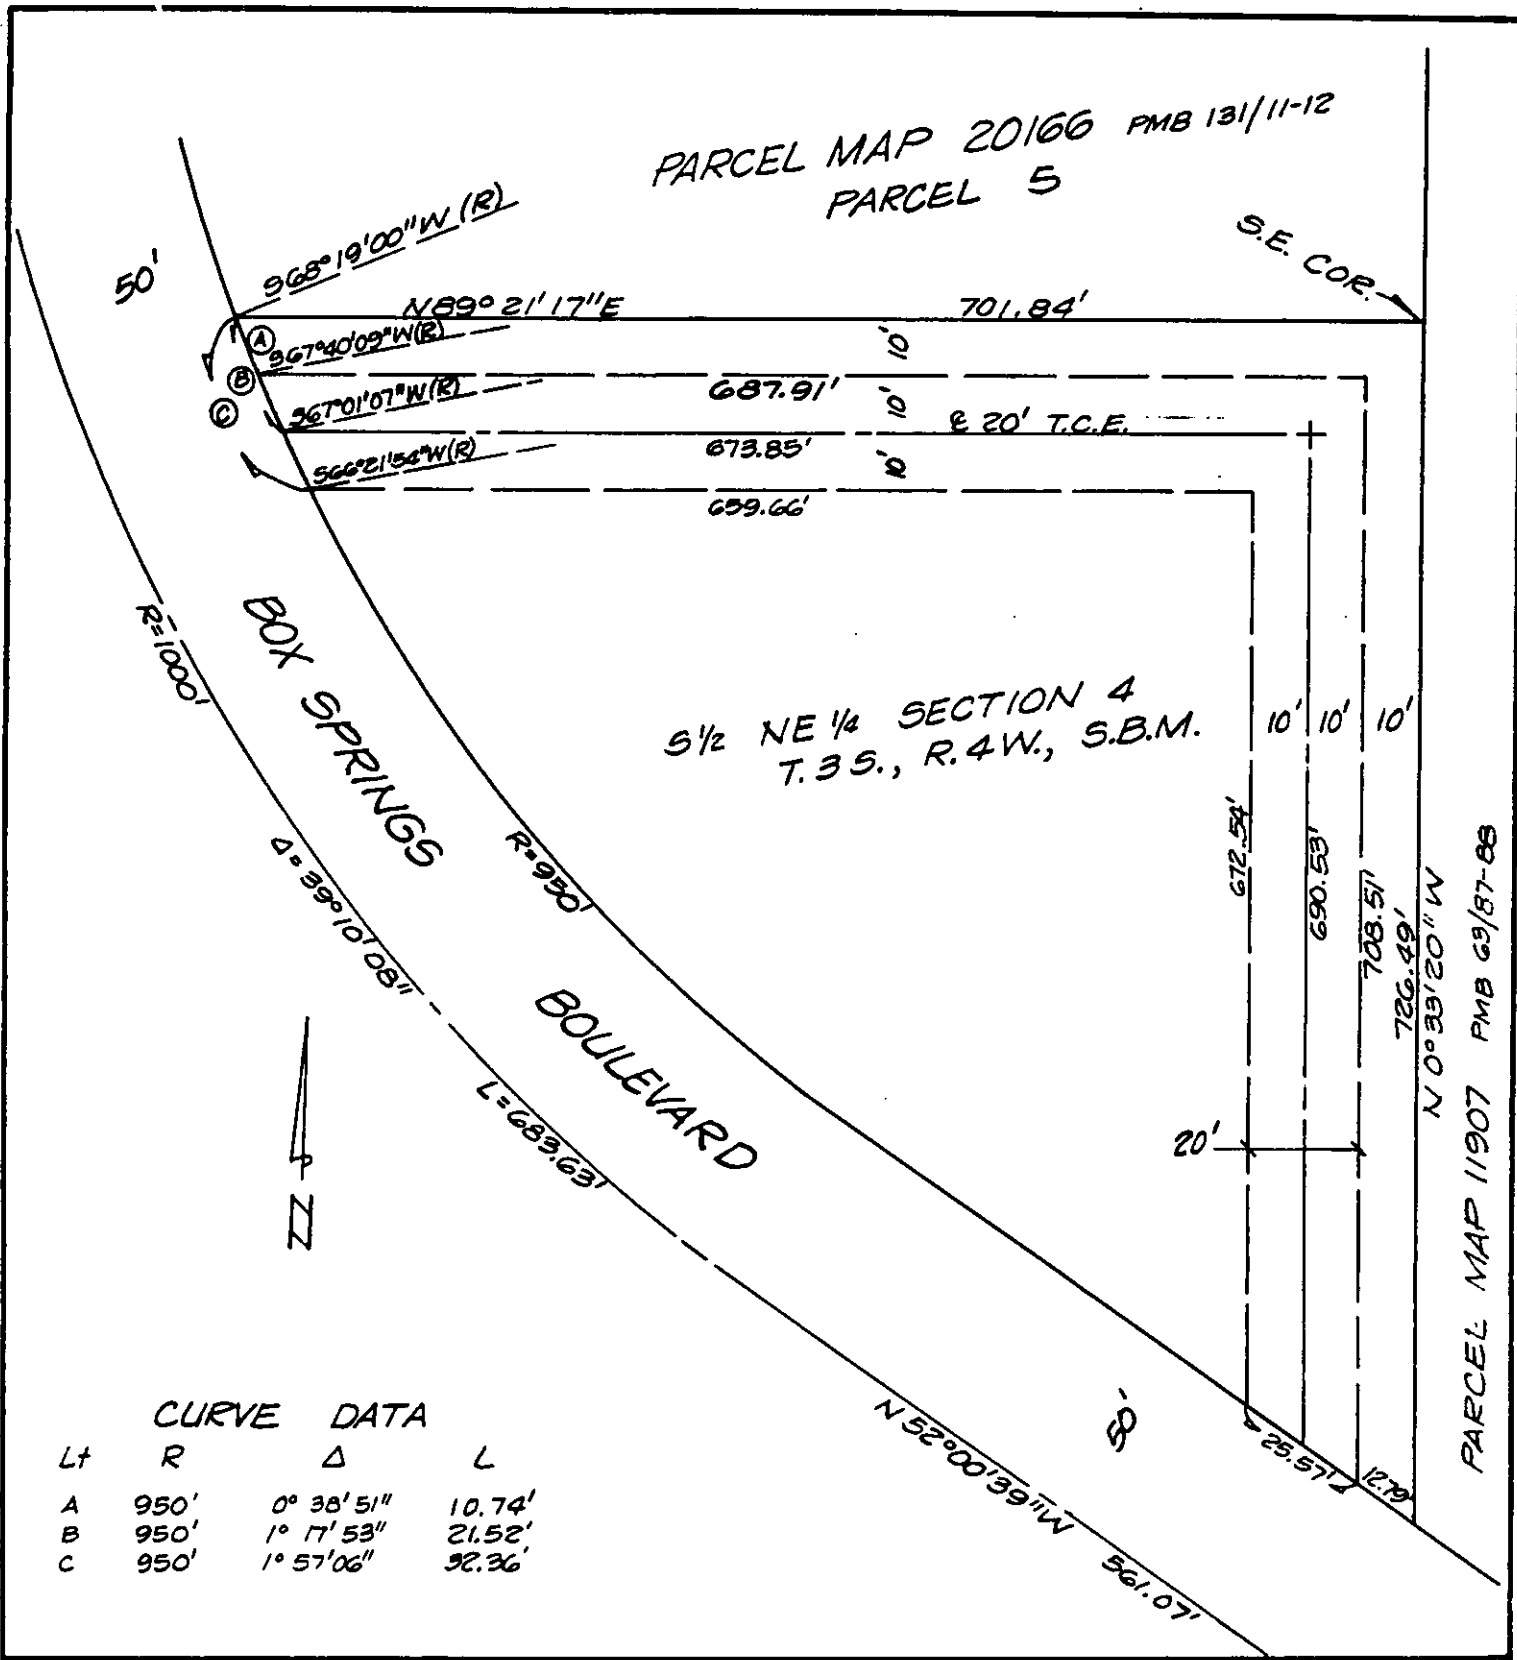 PARCEL MAP 20166 PMB 131/11-12
PARCEL 5
S.E. COR.
50'
S68°19'00"W (R)
N89°21'17"E
701.84'
A
S67°40'09"W(R)
10'
B
687.91'
10'
C
S67°01'07"W(R)
℄ 20' T.C.E.
673.85'
10'
S66°21'54"W(R)
659.66'
BOX SPRINGS
BOULEVARD
R=1000'
Δ=39°10'08"
L=683.63'
R=950'
S 1/2 NE 1/4 SECTION 4
T. 3 S., R. 4 W., S.B.M.
10' 10' 10'
672.54'
690.53'
708.51'
726.49'
N 0°33'20"W
PARCEL MAP 11907 PMB 63/87-88
20'
N
50'
25.57'
12.79'
N 52°00'39"W
561.07'
CURVE DATA
Lt R Δ L
A 950' 0°38'51" 10.74'
B 950' 1°17'53" 21.52'
C 950' 1°57'06" 32.36'